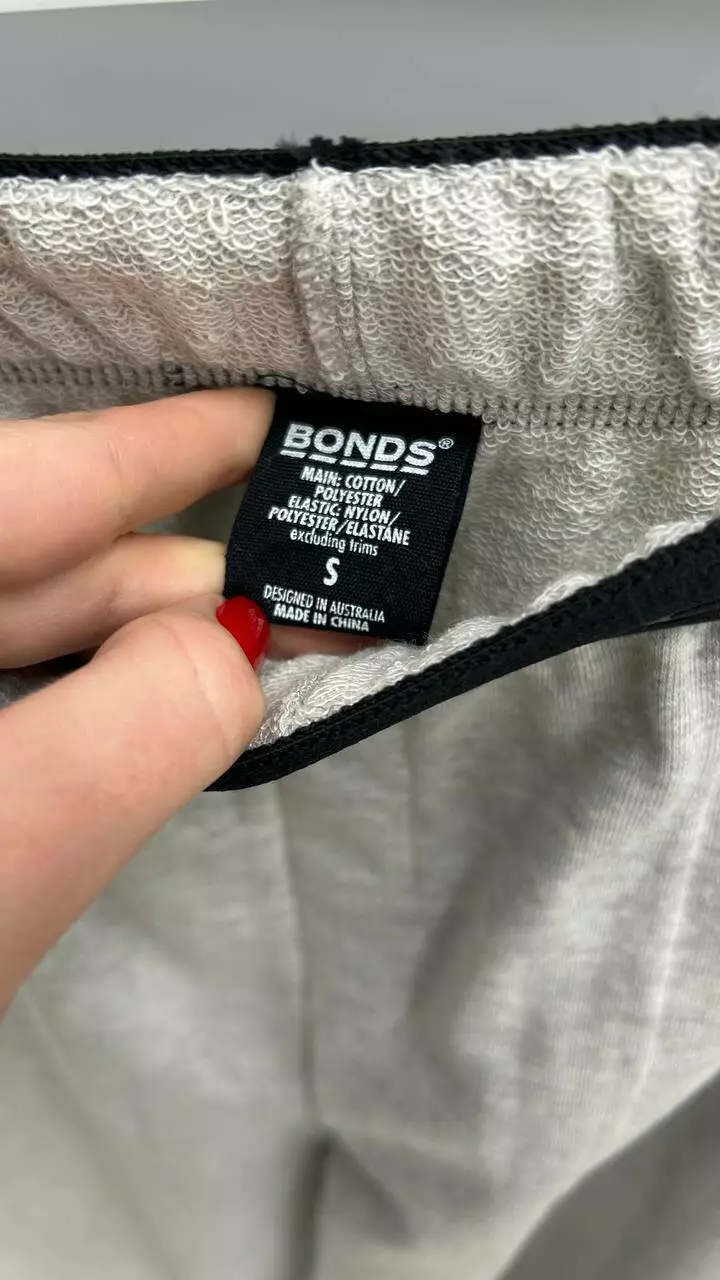 BONDS®
MAIN: COTTON/
POLYESTER
ELASTIC: NYLON/
POLYESTER/ELASTANE
excluding trims
S
DESIGNED IN AUSTRALIA
MADE IN CHINA